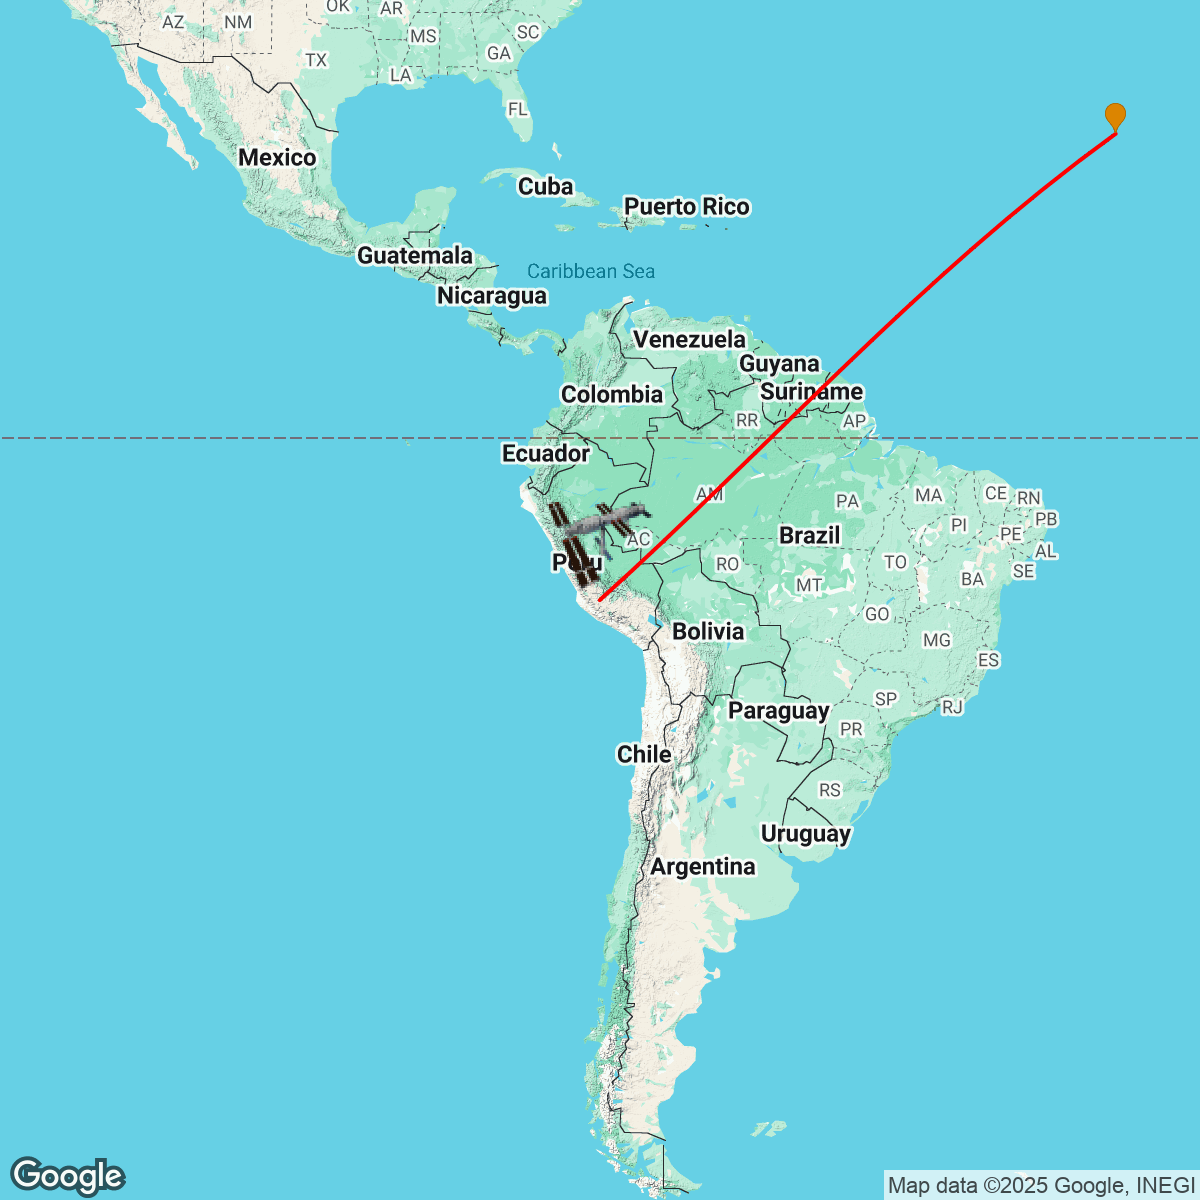 OK
AR
AZ
NM
MS
SC
GA
TX
LA
FL
Mexico
Cuba
Puerto Rico
Guatemala
Caribbean Sea
Nicaragua
Venezuela
Guyana
Suriname
Colombia
RR
AP
Ecuador
AM
PA
MA
CE
RN
PB
PI
PE
Brazil
AC
AL
Peru
RO
TO
SE
BA
MT
GO
Bolivia
MG
ES
SP
RJ
Paraguay
PR
Chile
RS
Uruguay
Argentina
Google
Map data ©2025 Google, INEGI